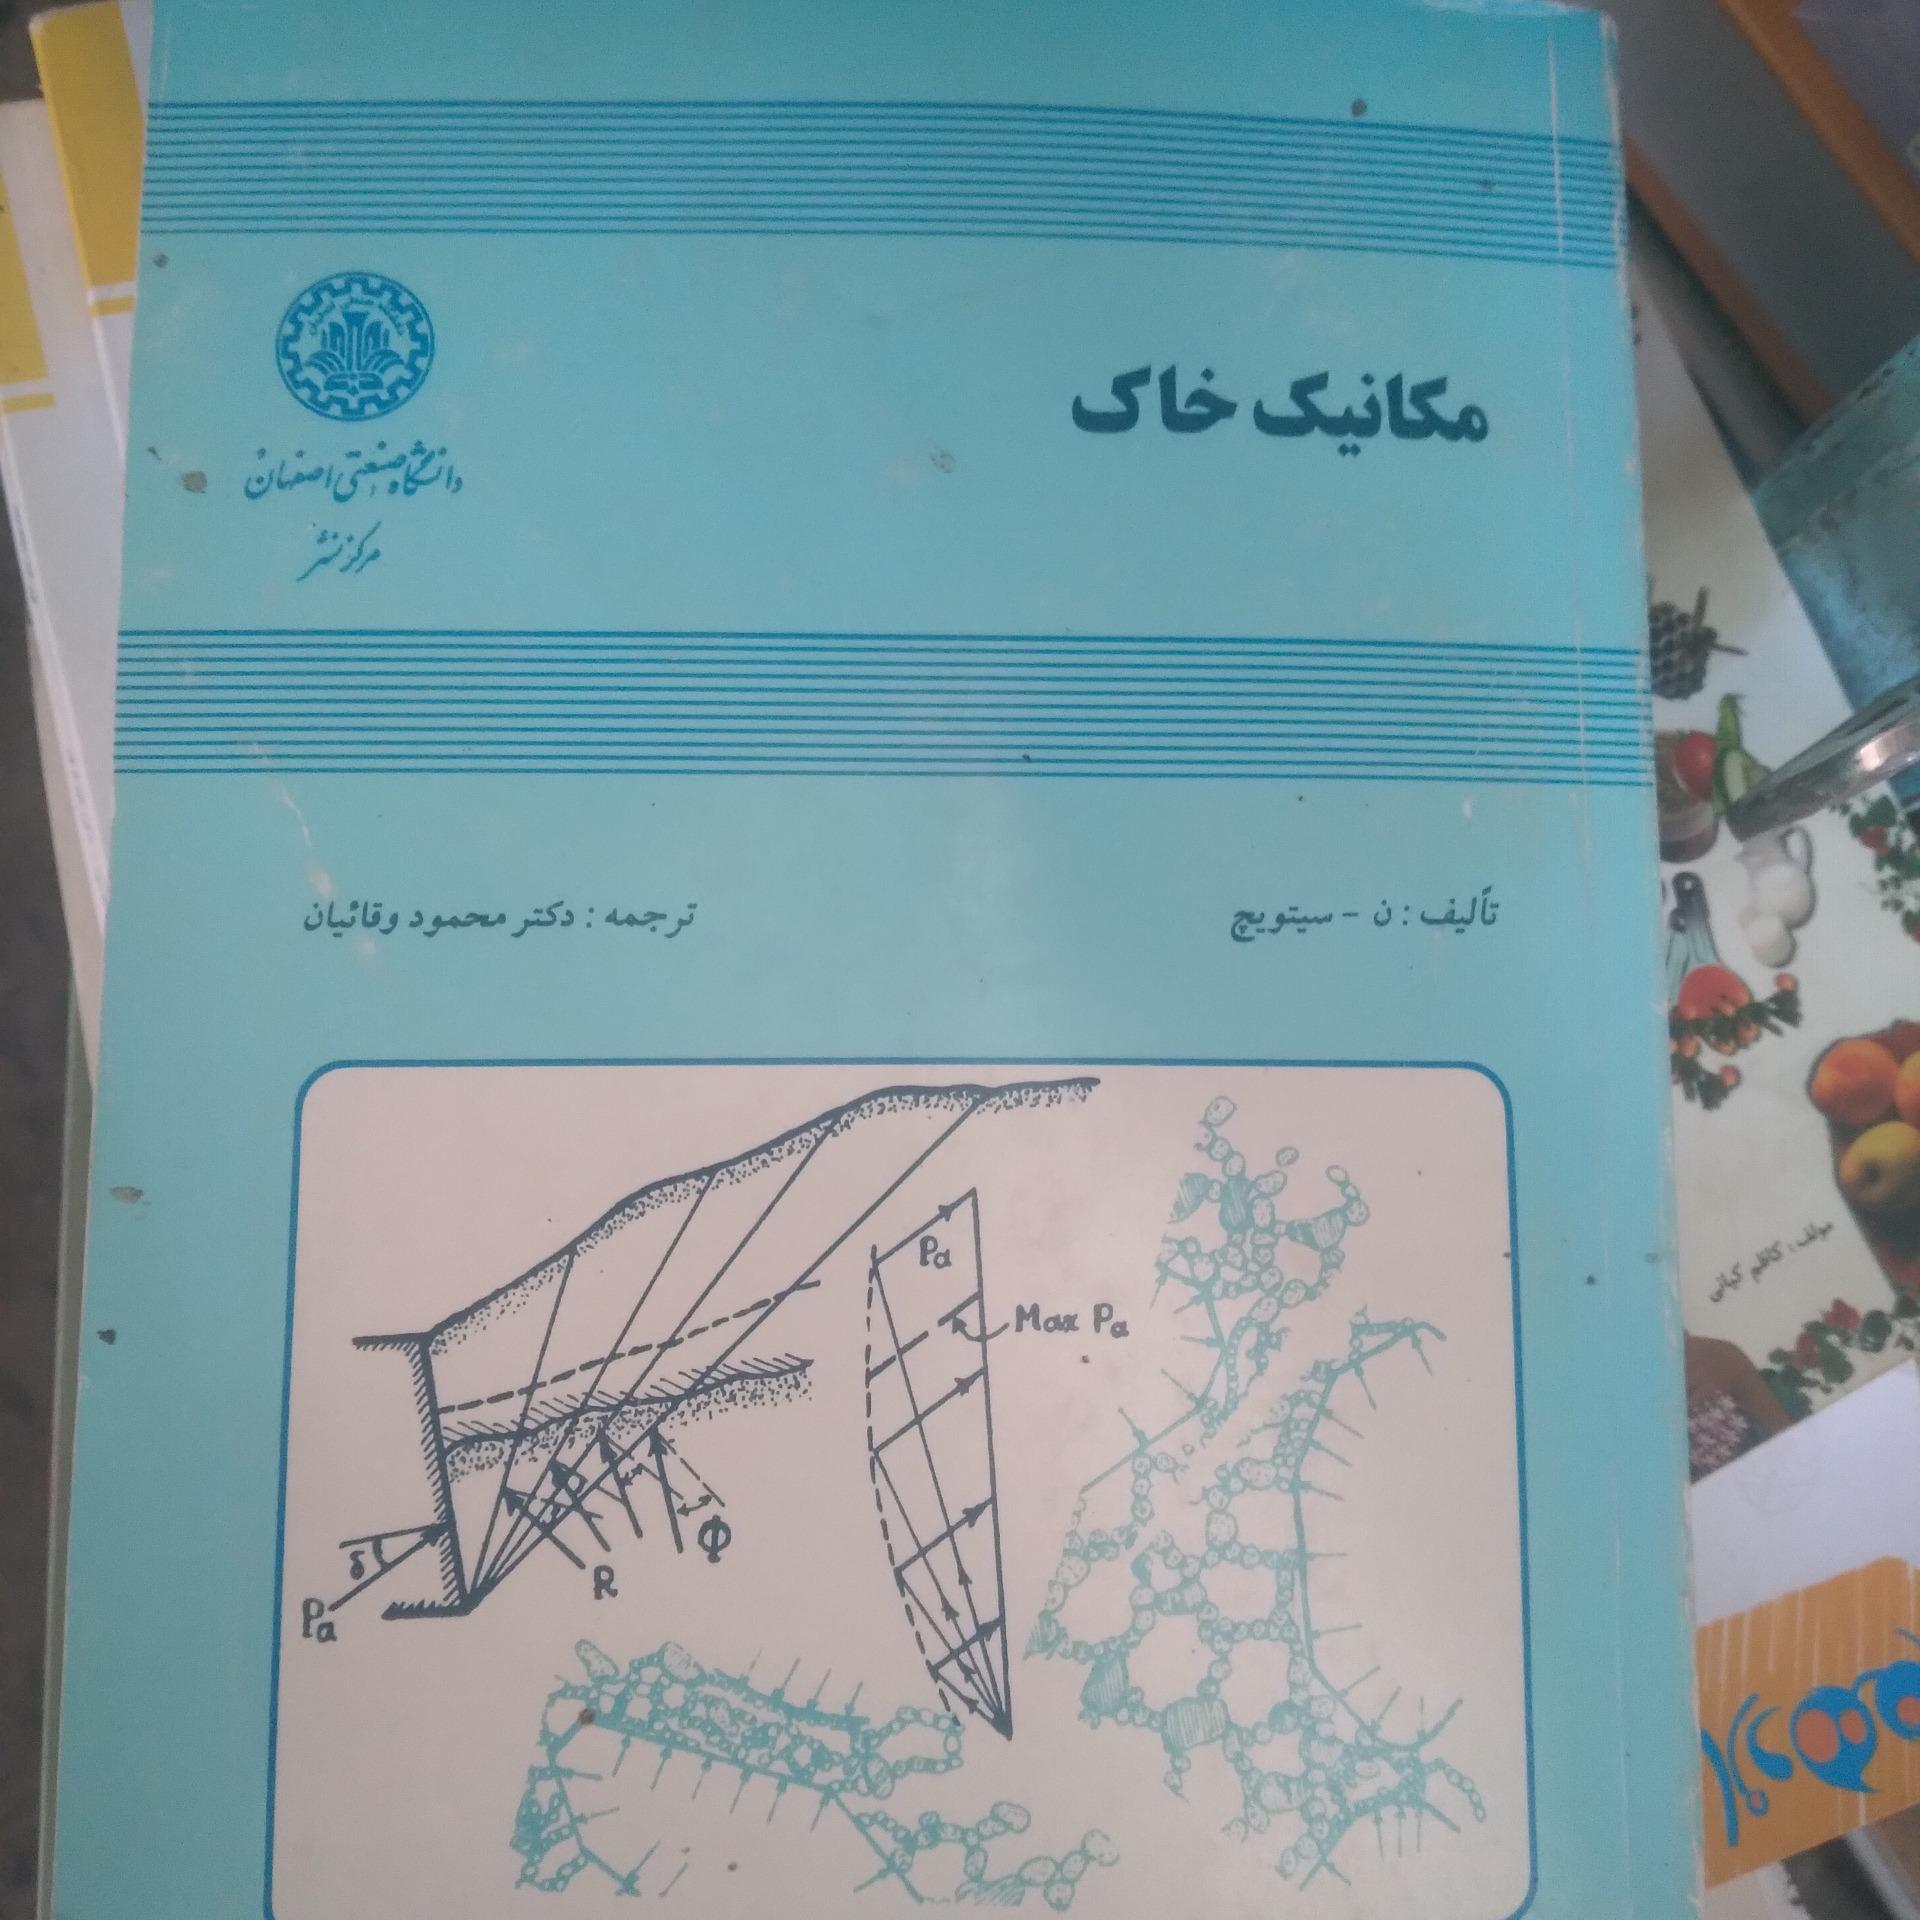 مکانیک خاک
دانشگاه صنعتی اصفهان
مرکز نشر
تألیف : ن - سیتویچ
ترجمه : دکتر محمود وقائیان
Pa
Max Pa
δ
Pa
R
Φ
مولف: کاظم کیانی